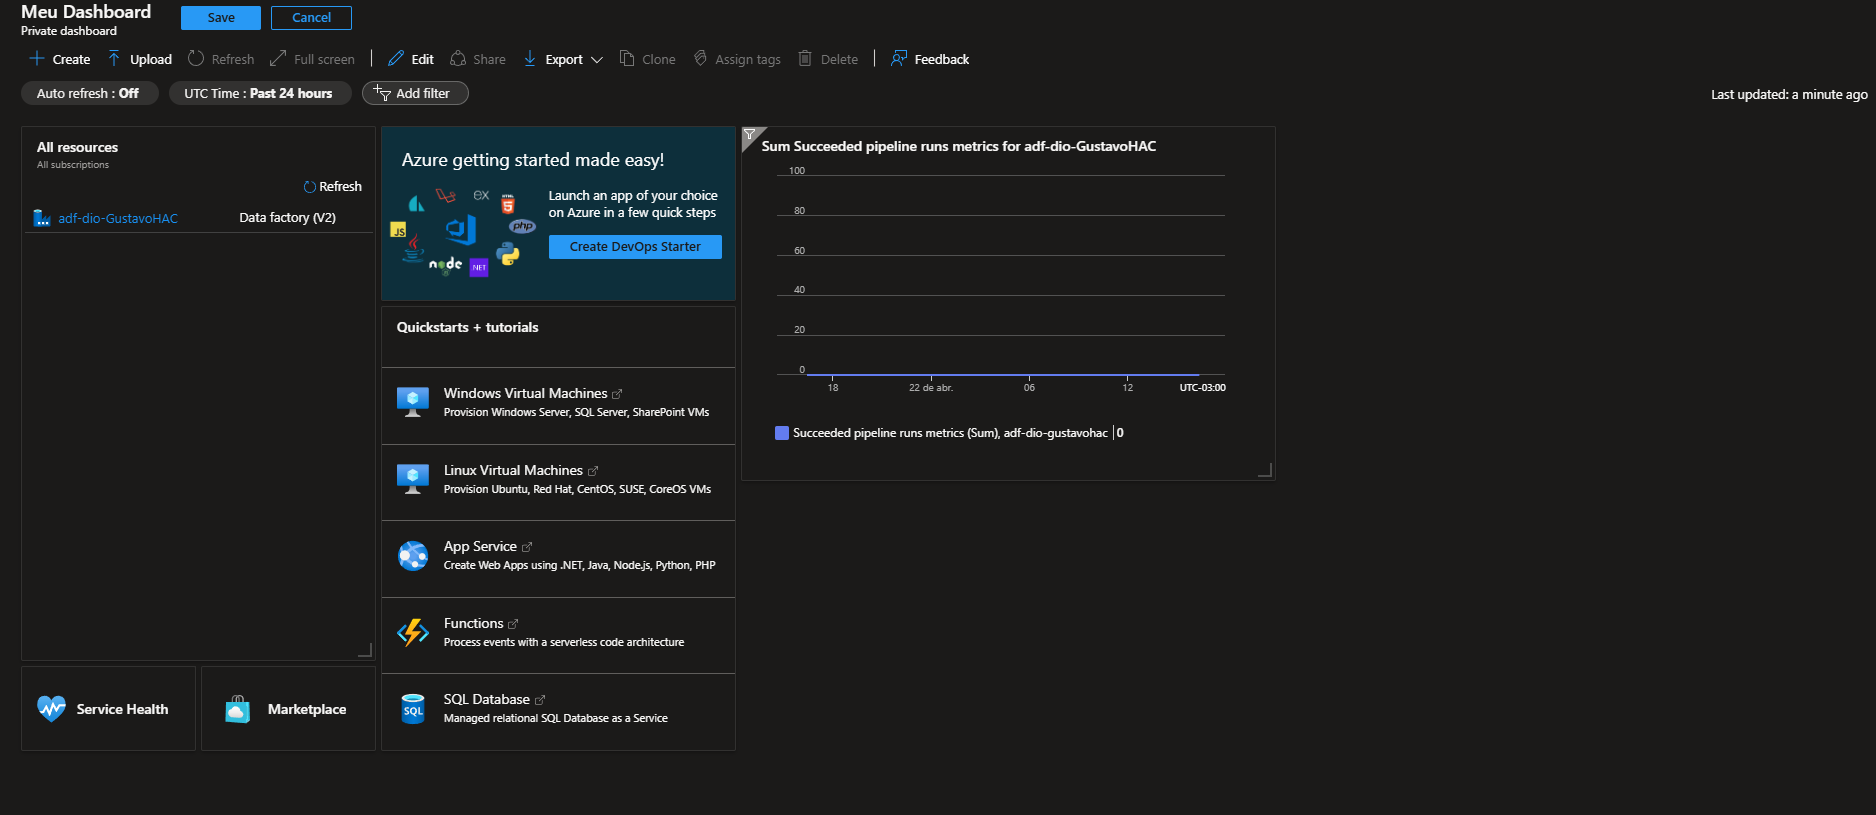 Meu Dashboard
Private dashboard
Save
Cancel
Create
Upload
Refresh
Full screen
Edit
Share
Export
Clone
Assign tags
Delete
Feedback
Auto refresh : Off
UTC Time : Past 24 hours
Add filter
Last updated: a minute ago
All resources
All subscriptions
Refresh
adf-dio-GustavoHAC
Data factory (V2)
Service Health
Marketplace
Azure getting started made easy!
Launch an app of your choice
on Azure in a few quick steps
Create DevOps Starter
EX
HTML
JS
php
node
NET
Quickstarts + tutorials
Windows Virtual Machines
Provision Windows Server, SQL Server, SharePoint VMs
Linux Virtual Machines
Provision Ubuntu, Red Hat, CentOS, SUSE, CoreOS VMs
App Service
Create Web Apps using .NET, Java, Node.js, Python, PHP
Functions
Process events with a serverless code architecture
SQL
SQL Database
Managed relational SQL Database as a Service
Sum Succeeded pipeline runs metrics for adf-dio-GustavoHAC
100
80
60
40
20
0
18
22 de abr.
06
12
UTC-03:00
Succeeded pipeline runs metrics (Sum), adf-dio-gustavohac
0